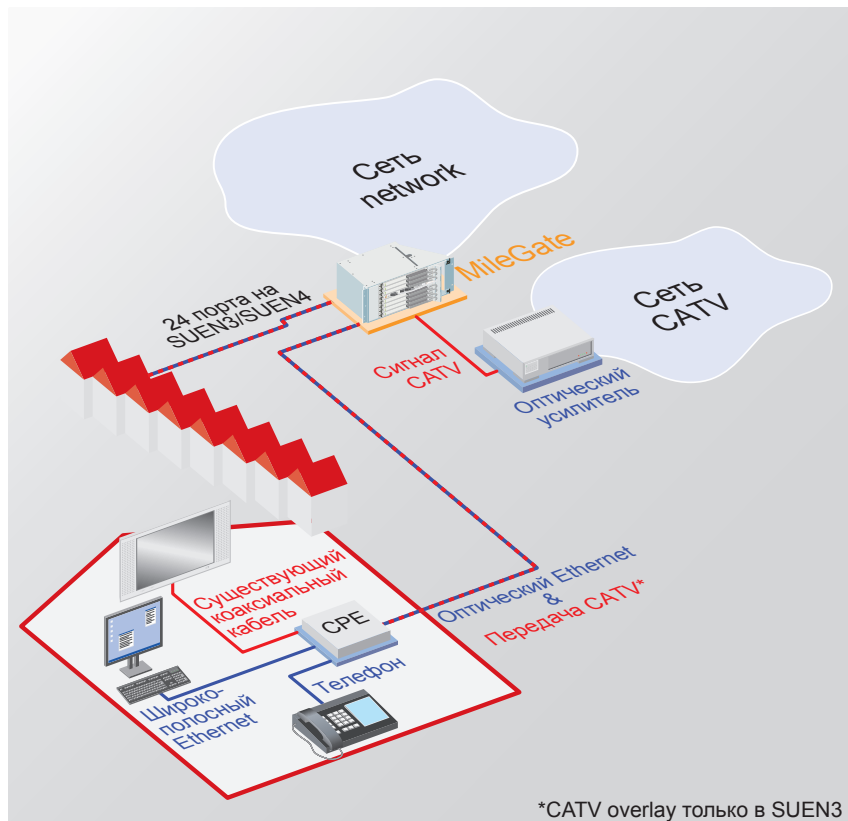 Сеть
network
MileGate
24 порта на
SUEN3/SUEN4
Сеть
CATV
Сигнал
CATV
Оптический
усилитель
Существующий
коаксиальный
кабель
CPE
Оптический Ethernet
&
Передача CATV*
Телефон
Широко-
полосный
Ethernet
*CATV overlay только в SUEN3